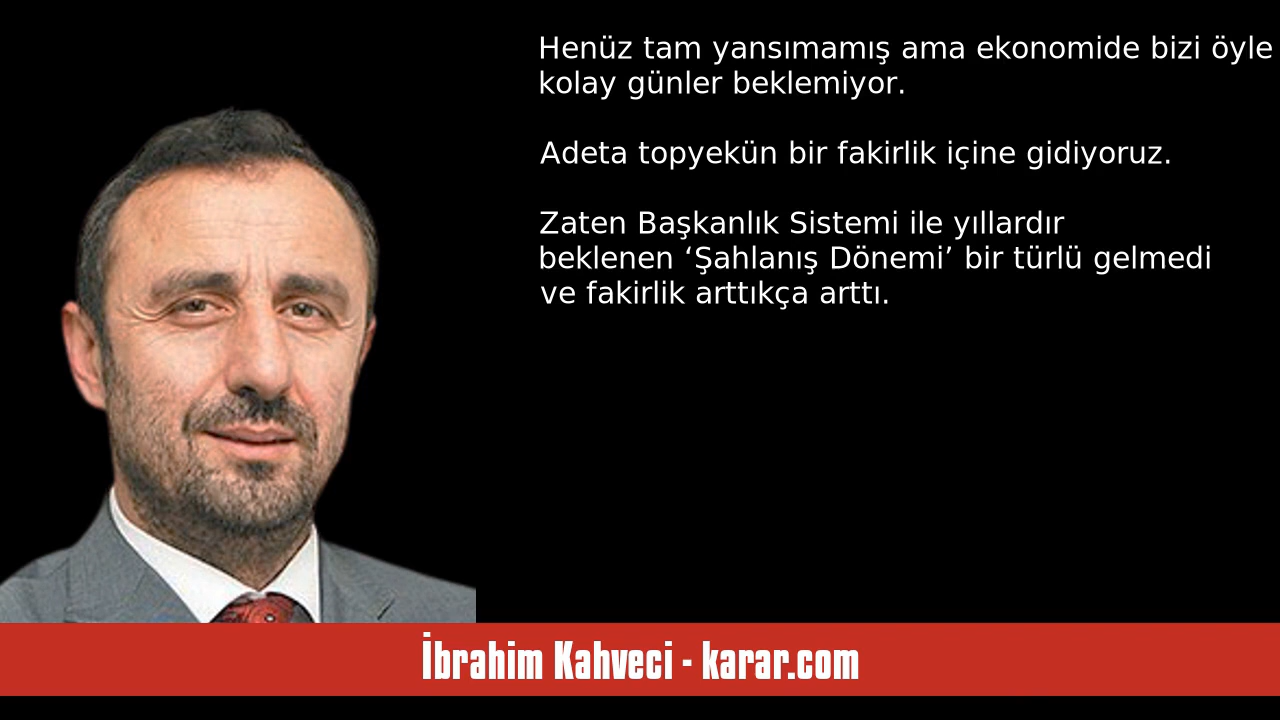 Henüz tam yansımamış ama ekonomide bizi öyle
kolay günler beklemiyor.
Adeta topyekün bir fakirlik içine gidiyoruz.
Zaten Başkanlık Sistemi ile yıllardır
beklenen ‘Şahlanış Dönemi’ bir türlü gelmedi
ve fakirlik arttıkça arttı.
İbrahim Kahveci - karar.com